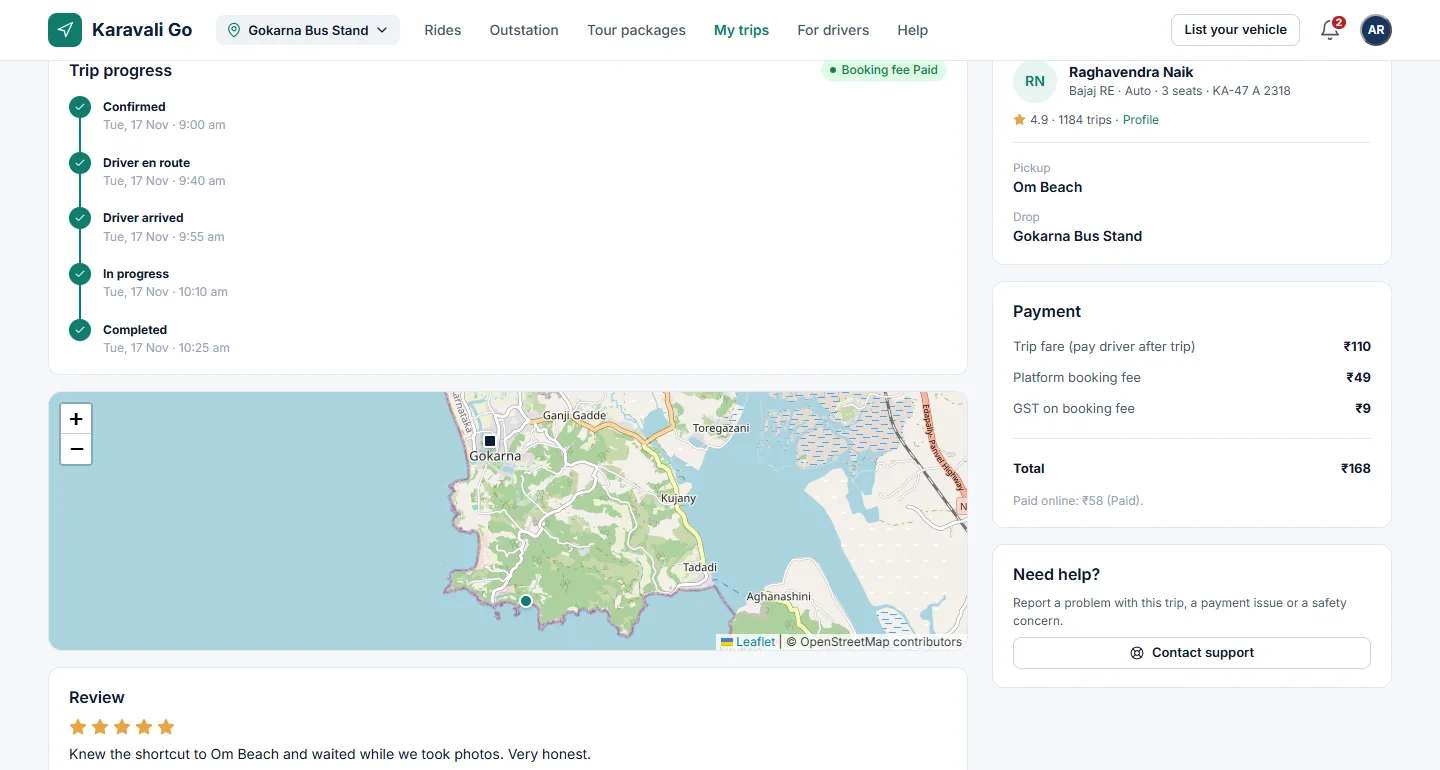 Karavali Go
Gokarna Bus Stand
Rides
Outstation
Tour packages
My trips
For drivers
Help
List your vehicle
2
AR
Trip progress
Booking fee Paid
Confirmed
Tue, 17 Nov · 9:00 am
Driver en route
Tue, 17 Nov · 9:40 am
Driver arrived
Tue, 17 Nov · 9:55 am
In progress
Tue, 17 Nov · 10:10 am
Completed
Tue, 17 Nov · 10:25 am
+
−
arnataka
Ganji Gadde
Toregazani
Gokarna
Kujany
Tadadi
Aghanashini
Edapally- Panvel Highway
N
Leaflet | © OpenStreetMap contributors
Review
Knew the shortcut to Om Beach and waited while we took photos. Very honest.
RN
Raghavendra Naik
Bajaj RE · Auto · 3 seats · KA-47 A 2318
4.9 · 1184 trips · Profile
Pickup
Om Beach
Drop
Gokarna Bus Stand
Payment
Trip fare (pay driver after trip) ₹110
Platform booking fee ₹49
GST on booking fee ₹9
Total ₹168
Paid online: ₹58 (Paid).
Need help?
Report a problem with this trip, a payment issue or a safety
concern.
Contact support